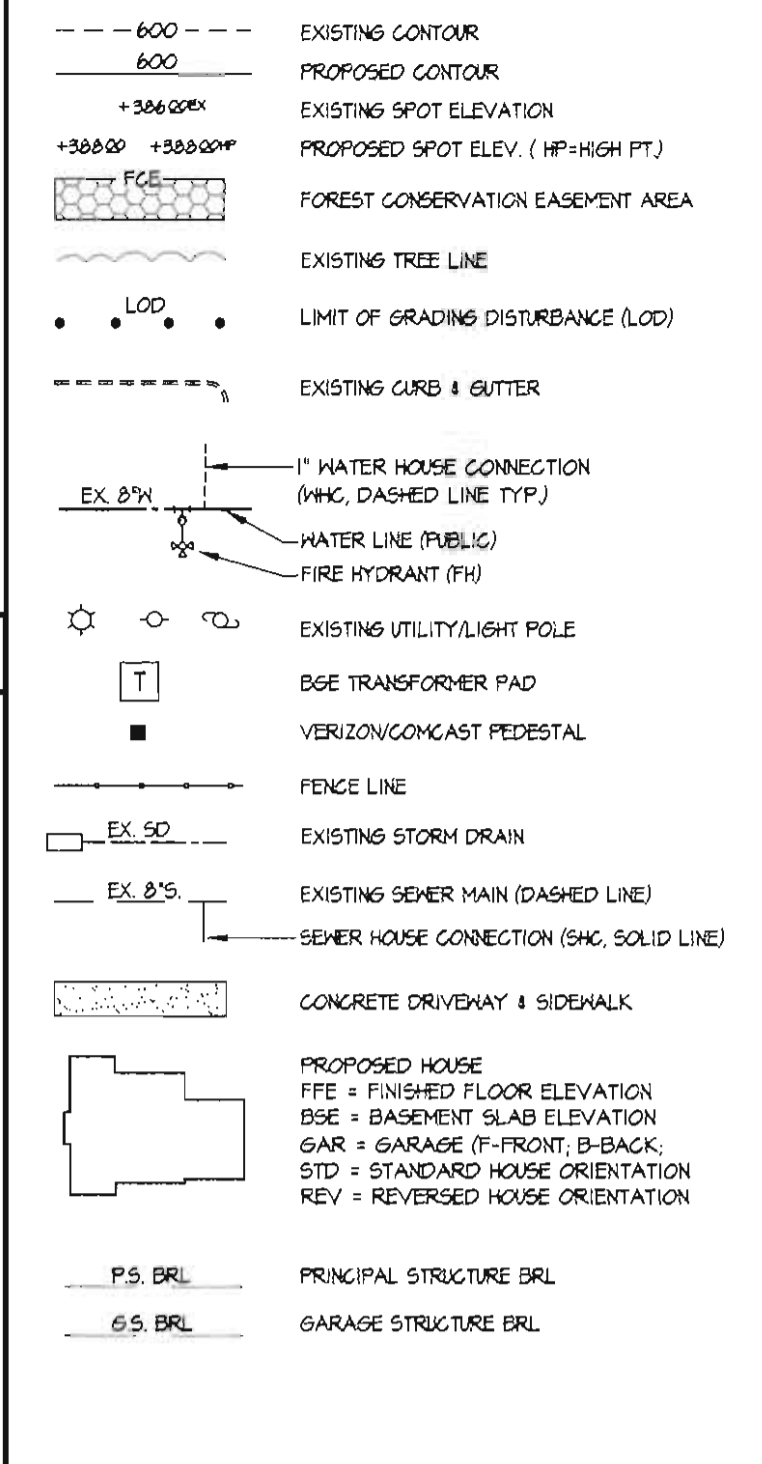 600
EXISTING CONTOUR
600
PROPOSED CONTOUR
+386.00EX
EXISTING SPOT ELEVATION
+388.00 +388.00HP
PROPOSED SPOT ELEV. (HP=HIGH PT.)
FCE
FOREST CONSERVATION EASEMENT AREA
EXISTING TREE LINE
LOD
LIMIT OF GRADING DISTURBANCE (LOD)
EXISTING CURB & GUTTER
1" WATER HOUSE CONNECTION
EX. 8"W
(WHC, DASHED LINE TYP.)
WATER LINE (PUBLIC)
FIRE HYDRANT (FH)
EXISTING UTILITY/LIGHT POLE
T
BGE TRANSFORMER PAD
VERIZON/COMCAST PEDESTAL
FENCE LINE
EX. SD
EXISTING STORM DRAIN
EX. 8"S.
EXISTING SEWER MAIN (DASHED LINE)
SEWER HOUSE CONNECTION (SHC, SOLID LINE)
CONCRETE DRIVEWAY & SIDEWALK
PROPOSED HOUSE
FFE = FINISHED FLOOR ELEVATION
BSE = BASEMENT SLAB ELEVATION
GAR = GARAGE (F-FRONT; B-BACK;
STD = STANDARD HOUSE ORIENTATION
REV = REVERSED HOUSE ORIENTATION
P.S. BRL
PRINCIPAL STRUCTURE BRL
G.S. BRL
GARAGE STRUCTURE BRL